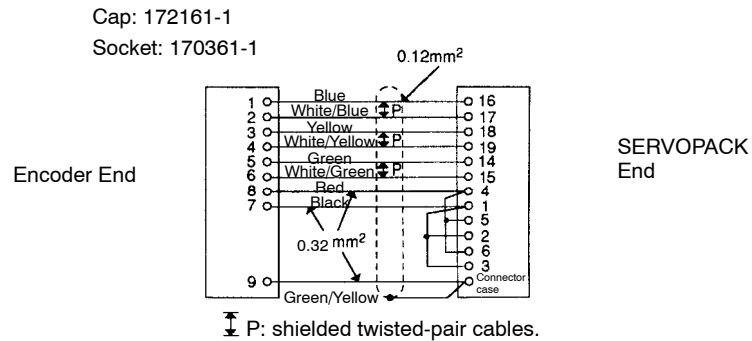 Cap: 172161-1
Socket: 170361-1
0.12mm²
Encoder End
SERVOPACK
End
1 Blue 16
2 White/Blue P 17
3 Yellow 18
4 White/Yellow P 19
5 Green 14
6 White/Green P 15
8 Red 4
7 Black 1
5
2
6
3
0.32 mm²
9 Connector
case
Green/Yellow
P: shielded twisted-pair cables.